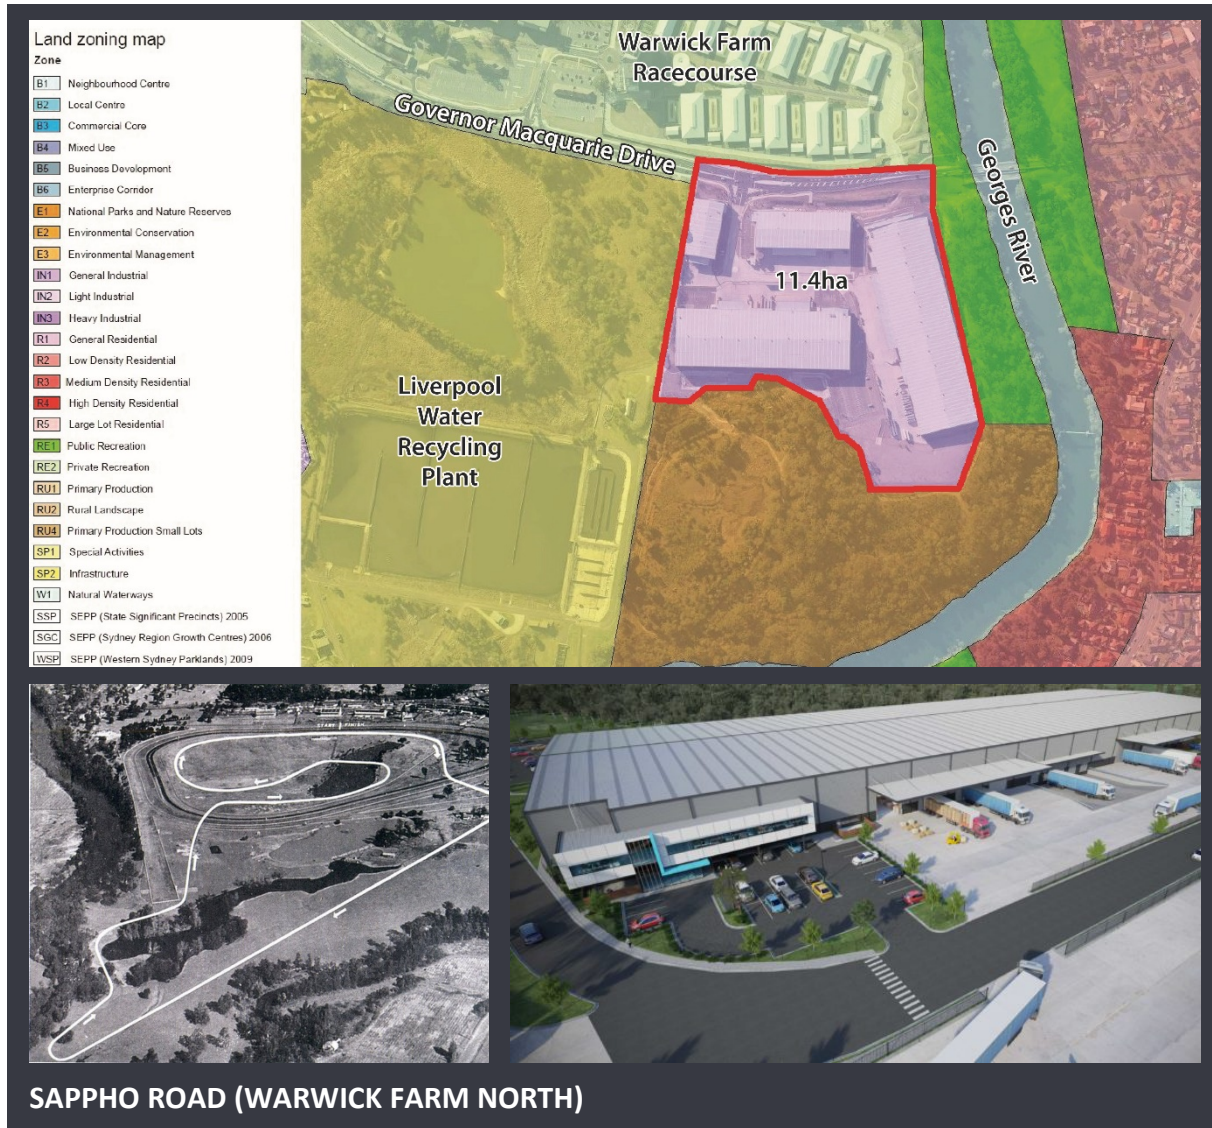 Land zoning map
Zone
B1 Neighbourhood Centre
B2 Local Centre
B3 Commercial Core
B4 Mixed Use
B5 Business Development
B6 Enterprise Corridor
E1 National Parks and Nature Reserves
E2 Environmental Conservation
E3 Environmental Management
IN1 General Industrial
IN2 Light Industrial
IN3 Heavy Industrial
R1 General Residential
R2 Low Density Residential
R3 Medium Density Residential
R4 High Density Residential
R5 Large Lot Residential
RE1 Public Recreation
RE2 Private Recreation
RU1 Primary Production
RU2 Rural Landscape
RU4 Primary Production Small Lots
SP1 Special Activities
SP2 Infrastructure
W1 Natural Waterways
SSP SEPP (State Significant Precincts) 2005
SGC SEPP (Sydney Region Growth Centres) 2006
WSP SEPP (Western Sydney Parklands) 2009
Warwick Farm
Racecourse
Governor Macquarie Drive
Georges River
11.4ha
Liverpool
Water
Recycling
Plant
START FINISH
SAPPHO ROAD (WARWICK FARM NORTH)